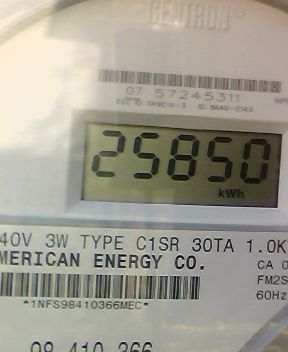 CENTRON®
07 57245311
25850
kWh
40V 3W TYPE C1SR 30TA 1.0K
MERICAN ENERGY CO.
CA 0
FM2S
60Hz
*1NFS98410366MEC*
98 410 366